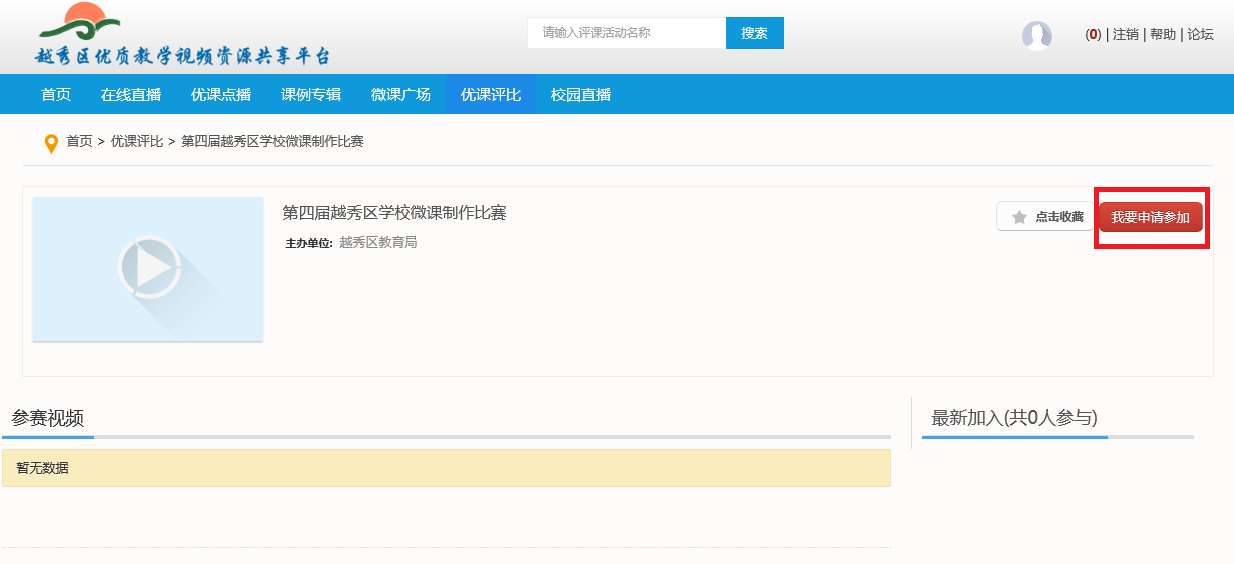 越秀区优质教学视频资源共享平台
请输入评课活动名称
搜索
(0) | 注销 | 帮助 | 论坛
首页 在线直播 优课点播 课例专辑 微课广场 优课评比 校园直播
首页 > 优课评比 > 第四届越秀区学校微课制作比赛
第四届越秀区学校微课制作比赛
点击收藏
我要申请参加
主办单位: 越秀区教育局
参赛视频
最新加入(共0人参与)
暂无数据